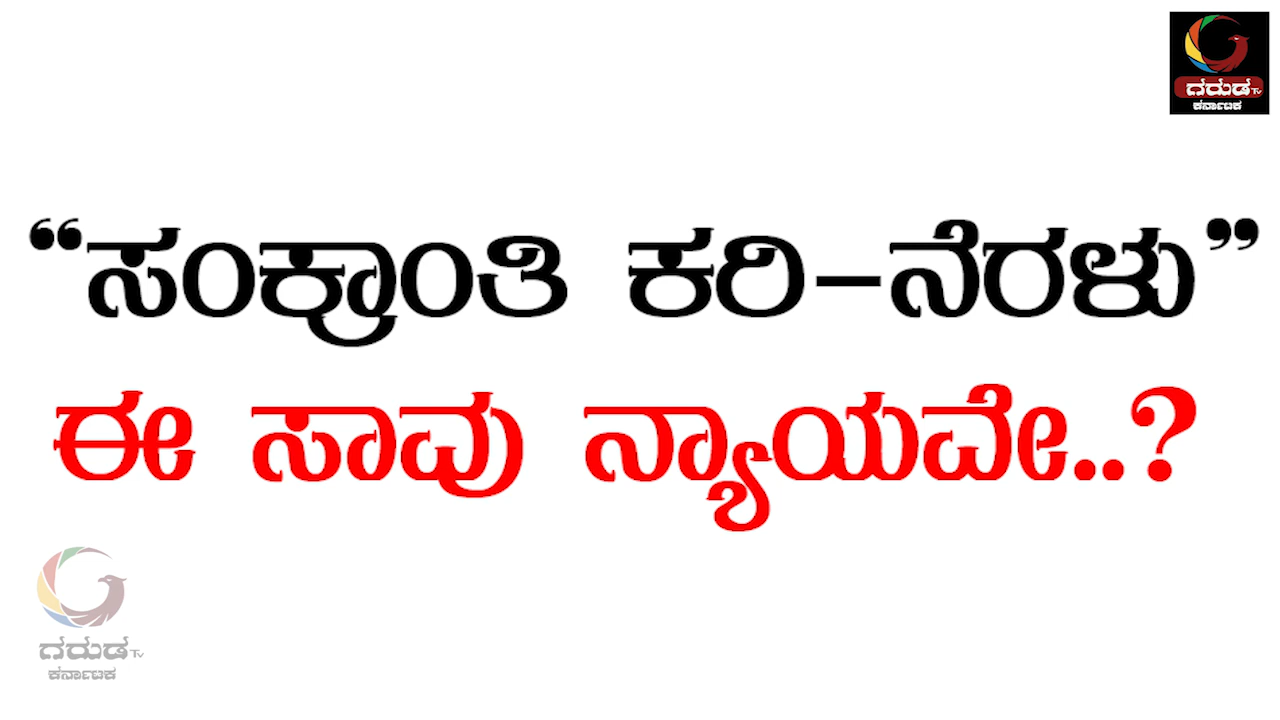 ಗರುಡ Tv
ಕರ್ನಾಟಕ
“ಸಂಕ್ರಾಂತಿ ಕರಿ-ನೆರಳು”
ಈ ಸಾವು ನ್ಯಾಯವೇ..?
ಗರುಡ Tv
ಕರ್ನಾಟಕ